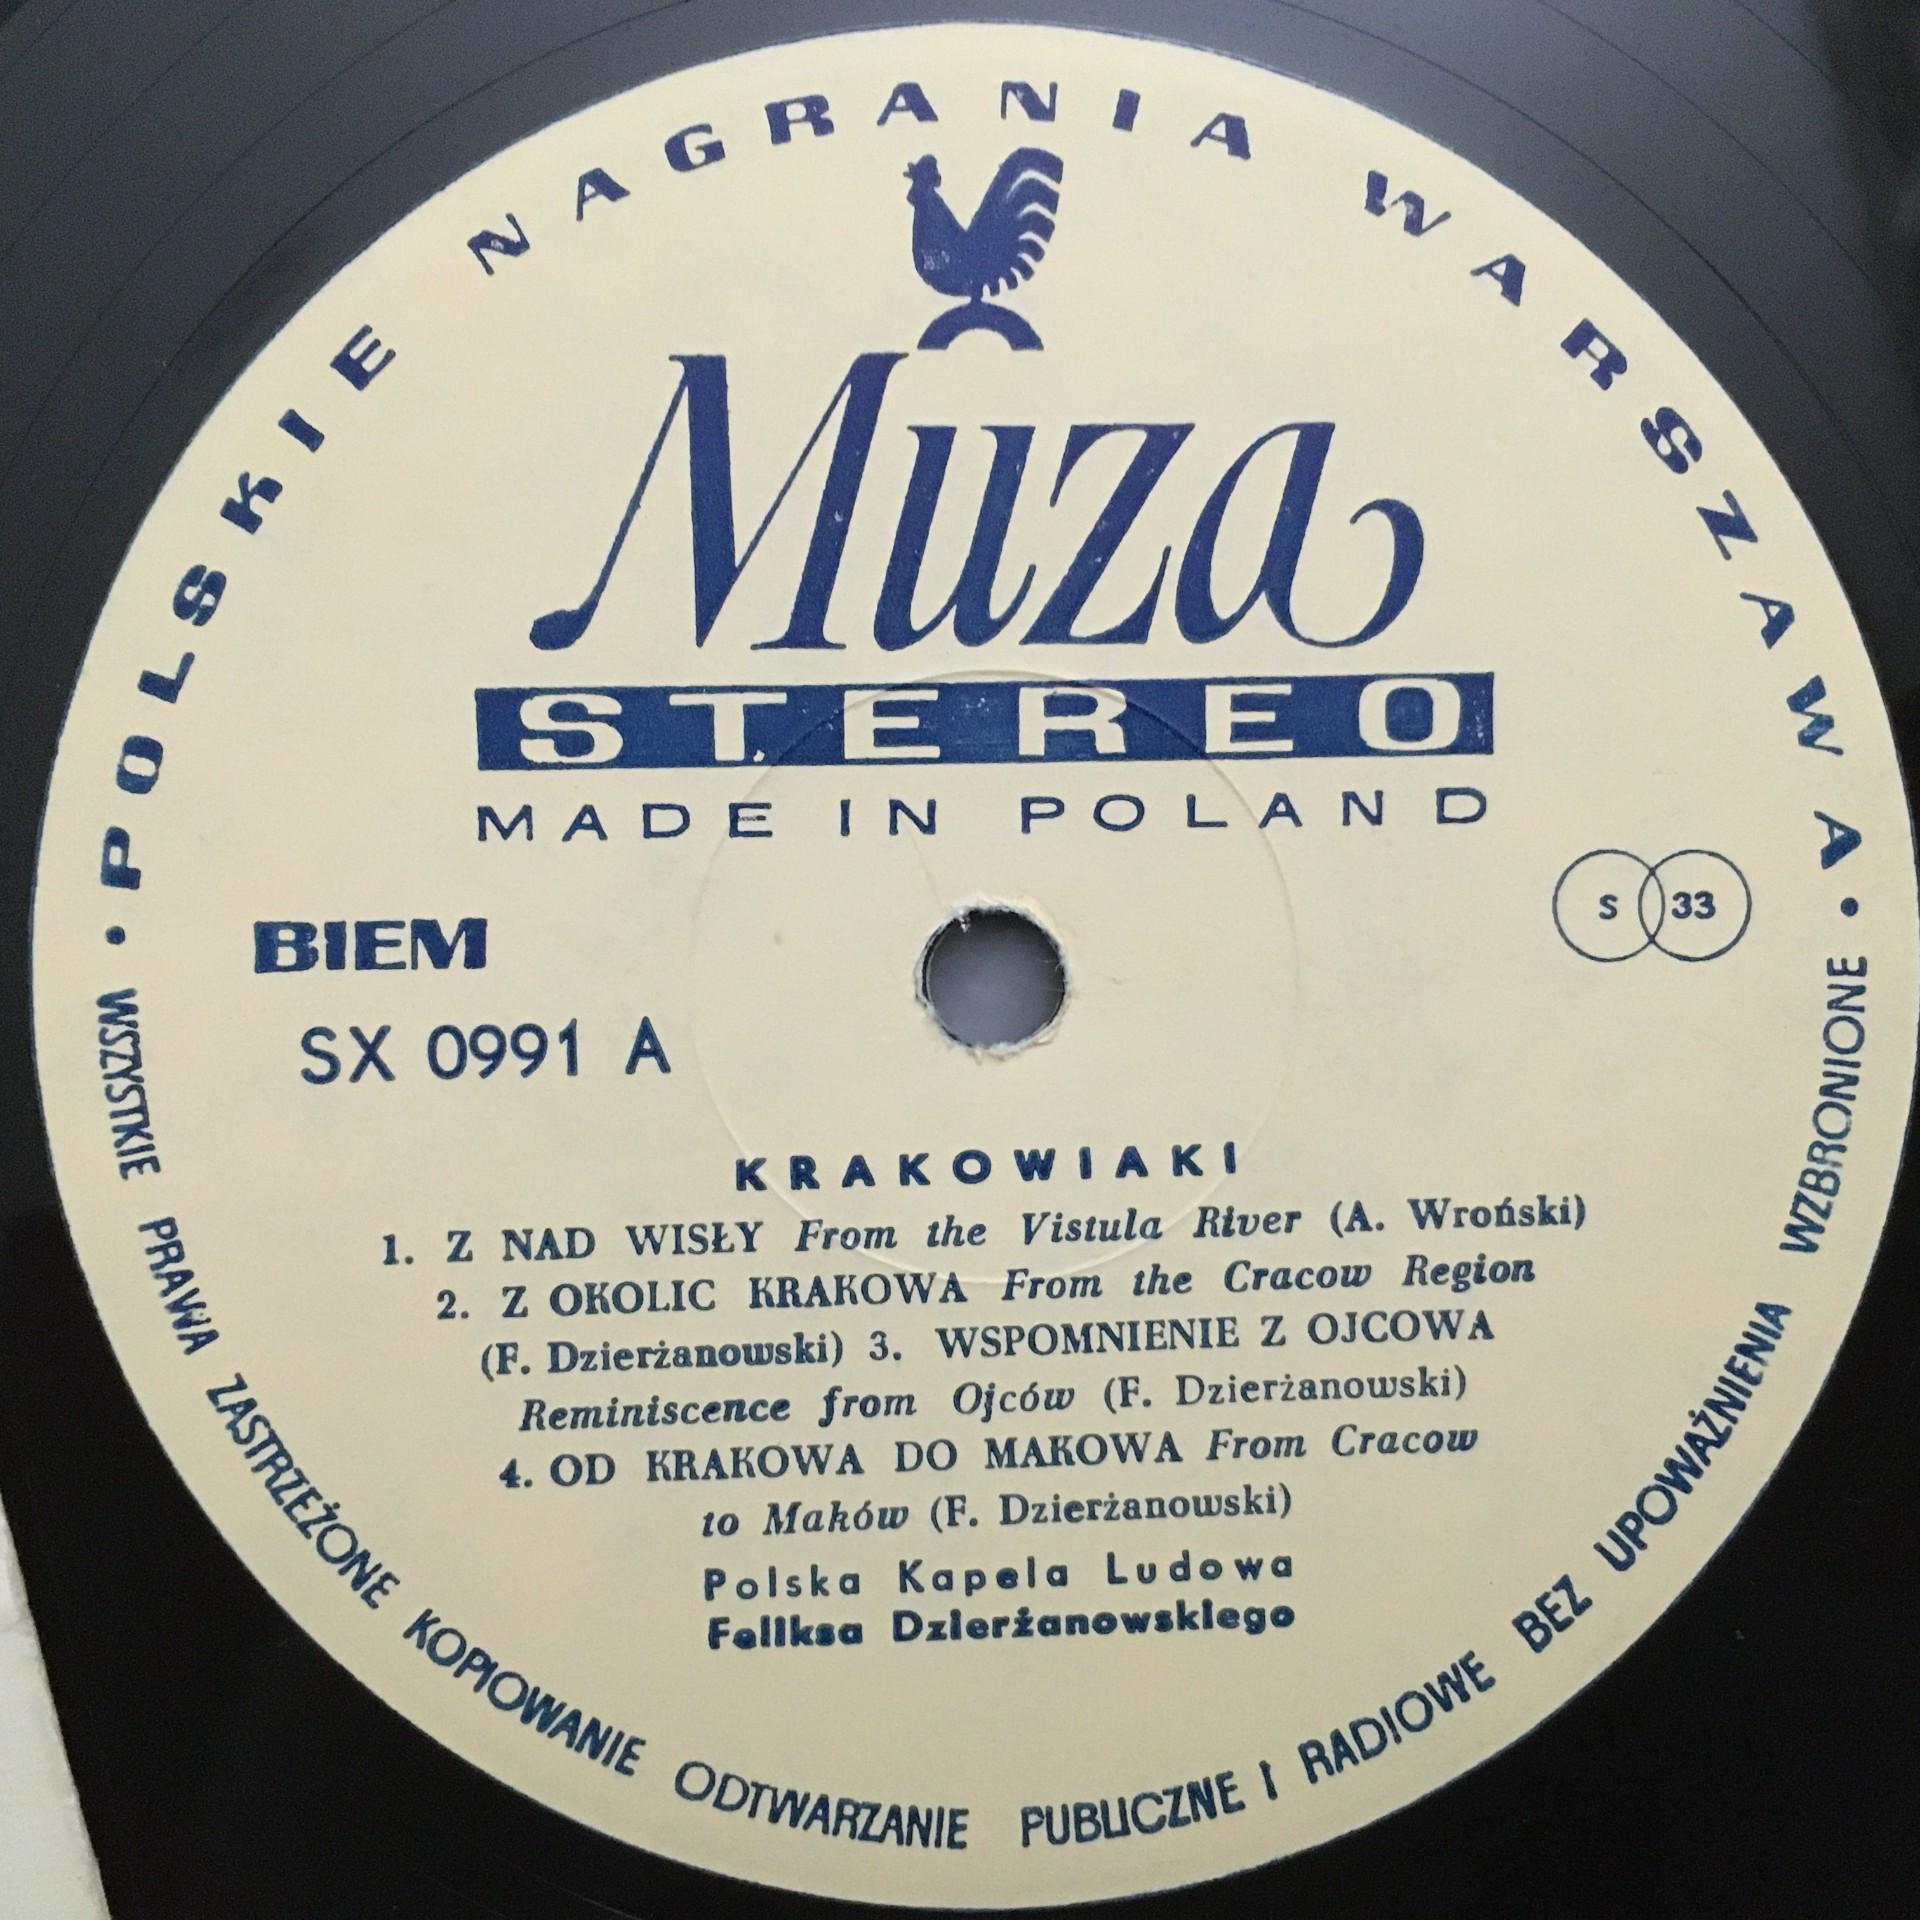 POLSKIE NAGRANIA WARSZAWA
Muza
STEREO
MADE IN POLAND
BIEM
S 33
SX 0991 A
KRAKOWIAKI
1. Z NAD WISŁY From the Vistula River (A. Wroński)
2. Z OKOLIC KRAKOWA From the Cracow Region
(F. Dzierżanowski) 3. WSPOMNIENIE Z OJCOWA
Reminiscence from Ojców (F. Dzierżanowski)
4. OD KRAKOWA DO MAKOWA From Cracow
to Maków (F. Dzierżanowski)
Polska Kapela Ludowa
Feliksa Dzierżanowskiego
• WSZYSTKIE PRAWA ZASTRZEŻONE KOPIOWANIE ODTWARZANIE PUBLICZNE I RADIOWE BEZ UPOWAŻNIENIA WZBRONIONE •